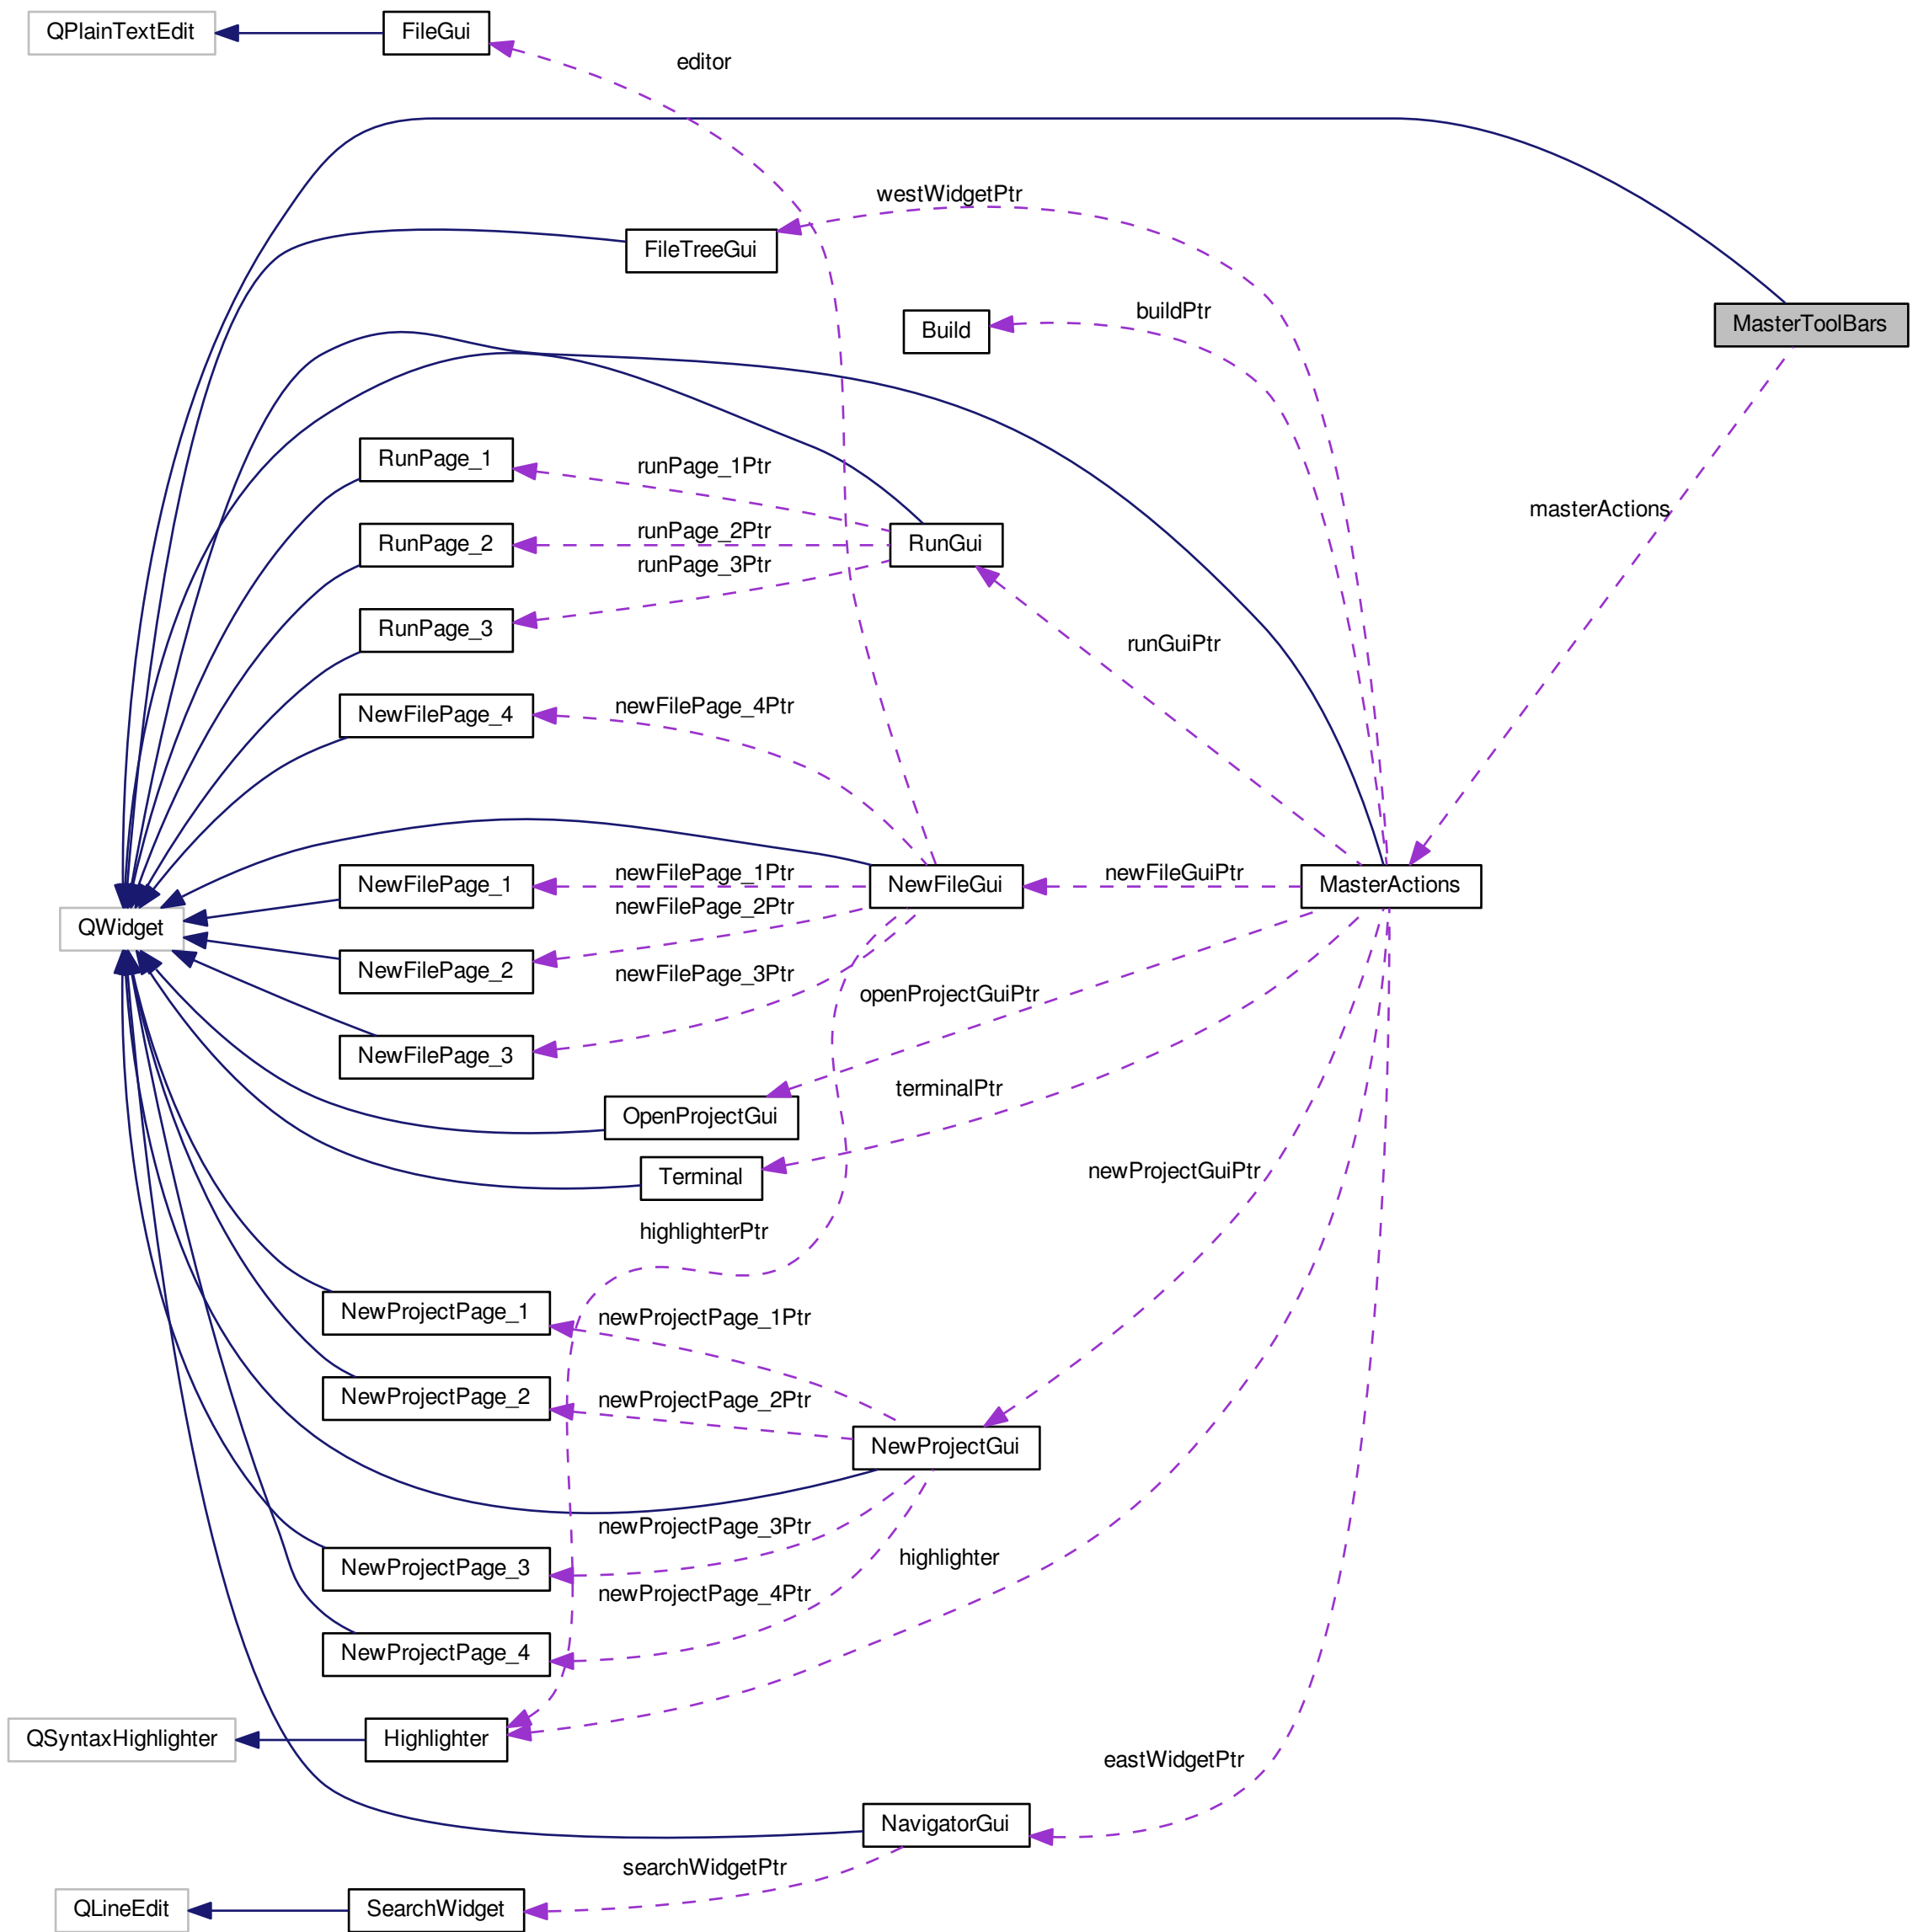 QPlainTextEdit
FileGui
editor
westWidgetPtr
FileTreeGui
buildPtr
Build
MasterToolBars
RunPage_1
runPage_1Ptr
masterActions
RunPage_2
runPage_2Ptr
RunGui
runPage_3Ptr
RunPage_3
runGuiPtr
NewFilePage_4
newFilePage_4Ptr
NewFilePage_1
newFilePage_1Ptr
NewFileGui
newFileGuiPtr
MasterActions
newFilePage_2Ptr
QWidget
NewFilePage_2
newFilePage_3Ptr
openProjectGuiPtr
NewFilePage_3
terminalPtr
OpenProjectGui
Terminal
newProjectGuiPtr
highlighterPtr
NewProjectPage_1
newProjectPage_1Ptr
NewProjectPage_2
newProjectPage_2Ptr
NewProjectGui
newProjectPage_3Ptr
NewProjectPage_3
highlighter
newProjectPage_4Ptr
NewProjectPage_4
QSyntaxHighlighter
Highlighter
eastWidgetPtr
NavigatorGui
searchWidgetPtr
QLineEdit
SearchWidget